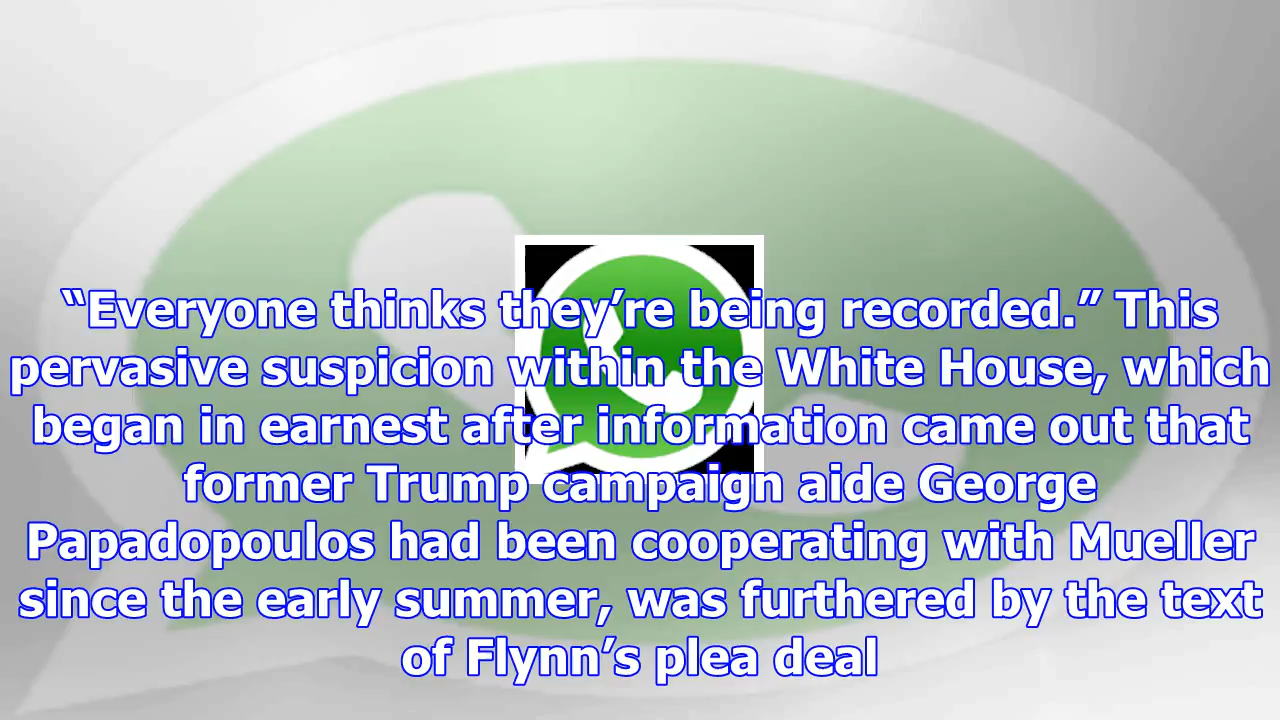 “Everyone thinks they’re being recorded.” This
pervasive suspicion within the White House, which
began in earnest after information came out that
former Trump campaign aide George
Papadopoulos had been cooperating with Mueller
since the early summer, was furthered by the text
of Flynn’s plea deal